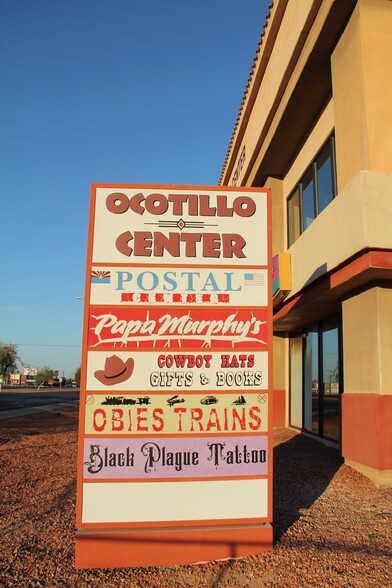 OCOTILLO
CENTER
POSTAL
Papa Murphy's
COWBOY HATS
GIFTS & BOOKS
OBIES TRAINS
Black Plague Tattoo